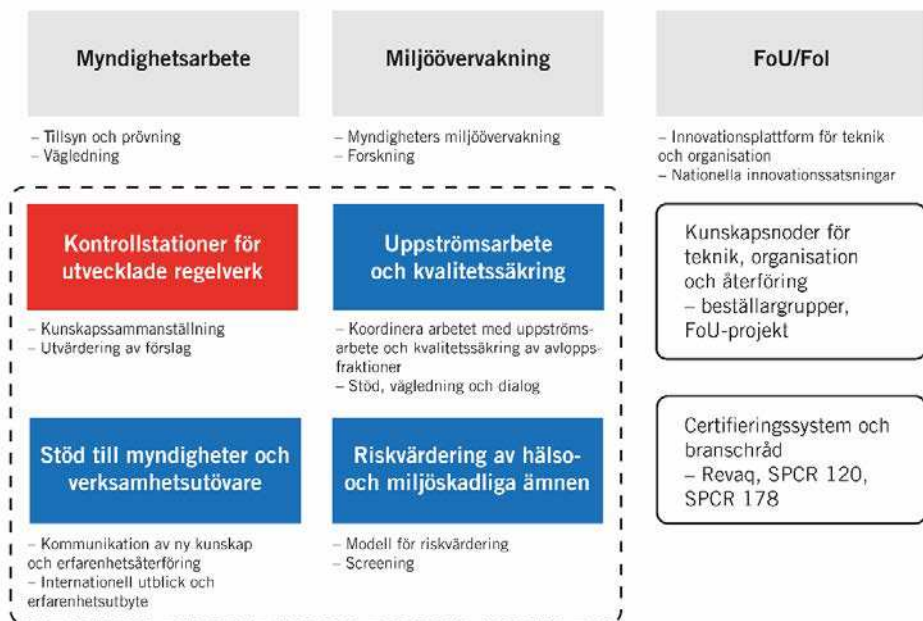 Myndighetsarbete
– Tillsyn och prövning
– Vägledning
Miljöövervakning
– Myndigheters miljöövervakning
– Forskning
FoU/FoI
– Innovationsplattform för teknik
och organisation
– Nationella innovationssatsningar
Kontrollstationer för
utvecklade regelverk
– Kunskapssammanställning
– Utvärdering av förslag
Uppströmsarbete
och kvalitetssäkring
– Koordinera arbetet med uppströms-
arbete och kvalitetssäkring av avlopps-
fraktioner
– Stöd, vägledning och dialog
Kunskapsnoder för
teknik, organisation
och återföring
– beställargrupper,
FoU-projekt
Stöd till myndigheter och
verksamhetsutövare
– Kommunikation av ny kunskap
och erfarenhetsåterföring
– Internationell utblick och
erfarenhetsutbyte
Riskvärdering av hälso-
och miljöskadliga ämnen
– Modell för riskvärdering
– Screening
Certifieringssystem och
branschråd
– Revaq, SPCR 120,
SPCR 178